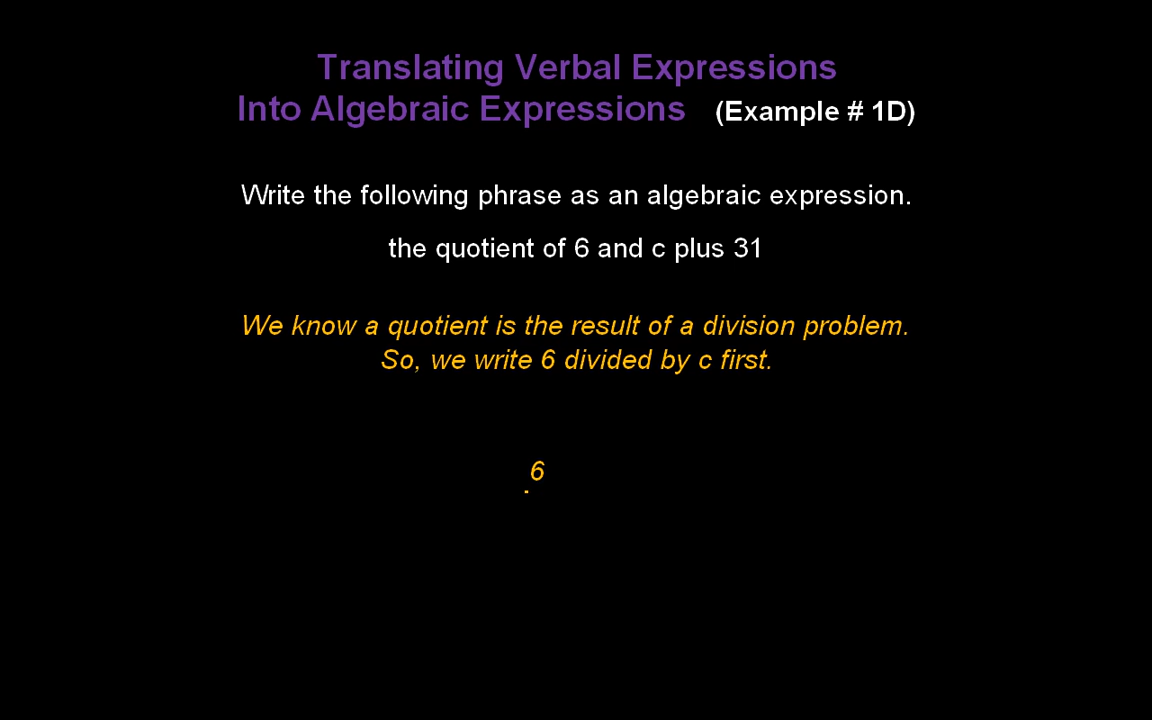 Translating Verbal Expressions
Into Algebraic Expressions (Example # 1D)
Write the following phrase as an algebraic expression.
the quotient of 6 and c plus 31
We know a quotient is the result of a division problem.
So, we write 6 divided by c first.
6